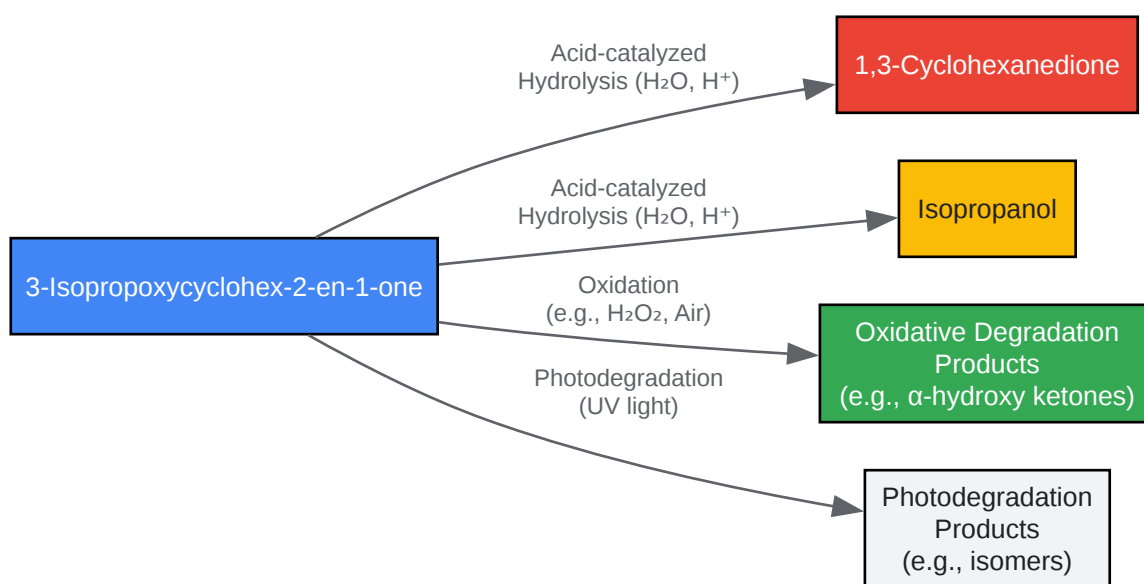 Acid-catalyzed
Hydrolysis (H₂O, H⁺)
1,3-Cyclohexanedione
Acid-catalyzed
Hydrolysis (H₂O, H⁺)
Isopropanol
3-Isopropoxycyclohex-2-en-1-one
Oxidation
(e.g., H₂O₂, Air)
Oxidative Degradation
Products
(e.g., α-hydroxy ketones)
Photodegradation
(UV light)
Photodegradation
Products
(e.g., isomers)